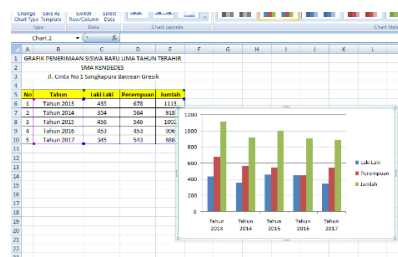 Change Save As Switch Select
Chart Type Template Row/Column Data
Type Data Chart Layouts
Chart 2
A B C D E F G H I J K L
1 GRAFIK PENERIMAAN SISWA BARU LIMA TAHUN TERAHIR
2 SMA KENDEDES
3 Jl. Cinta No 1 Sangkapura Bawean Gresik
4
5 No Tahun Laki Laki Perempuan Jumlah
6 1 Tahun 2013 435 678 1113
7 2 Tahun 2014 354 564 918
8 3 Tahun 2015 456 546 1002
9 4 Tahun 2016 453 453 906
10 5 Tahun 2017 345 543 888
11
12
13
14
15
16
17
18
19
20
21
22
1200
1000
800
600
400
200
0
Tahun 2013
Tahun 2014
Tahun 2015
Tahun 2016
Tahun 2017
Laki Laki
Perempuan
Jumlah